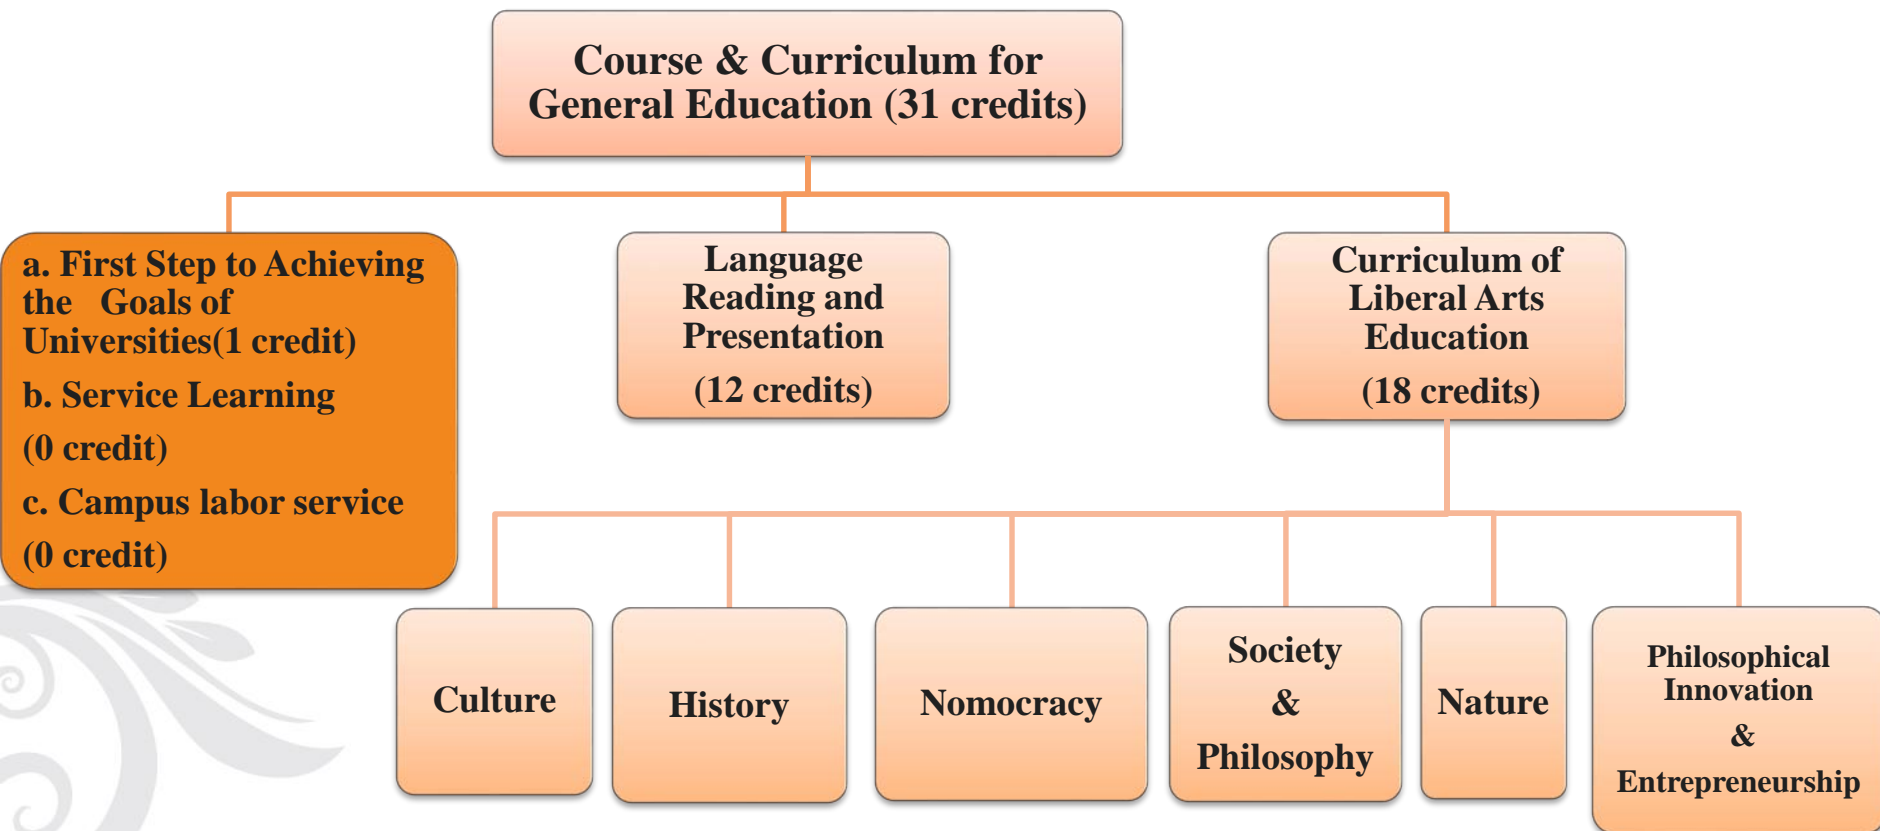 Course & Curriculum for
General Education (31 credits)
a. First Step to Achieving
the Goals of
Universities(1 credit)
b. Service Learning
(0 credit)
c. Campus labor service
(0 credit)
Language
Reading and
Presentation
(12 credits)
Curriculum of
Liberal Arts
Education
(18 credits)
Culture
History
Nomocracy
Society
&
Philosophy
Nature
Philosophical
Innovation
&
Entrepreneurship